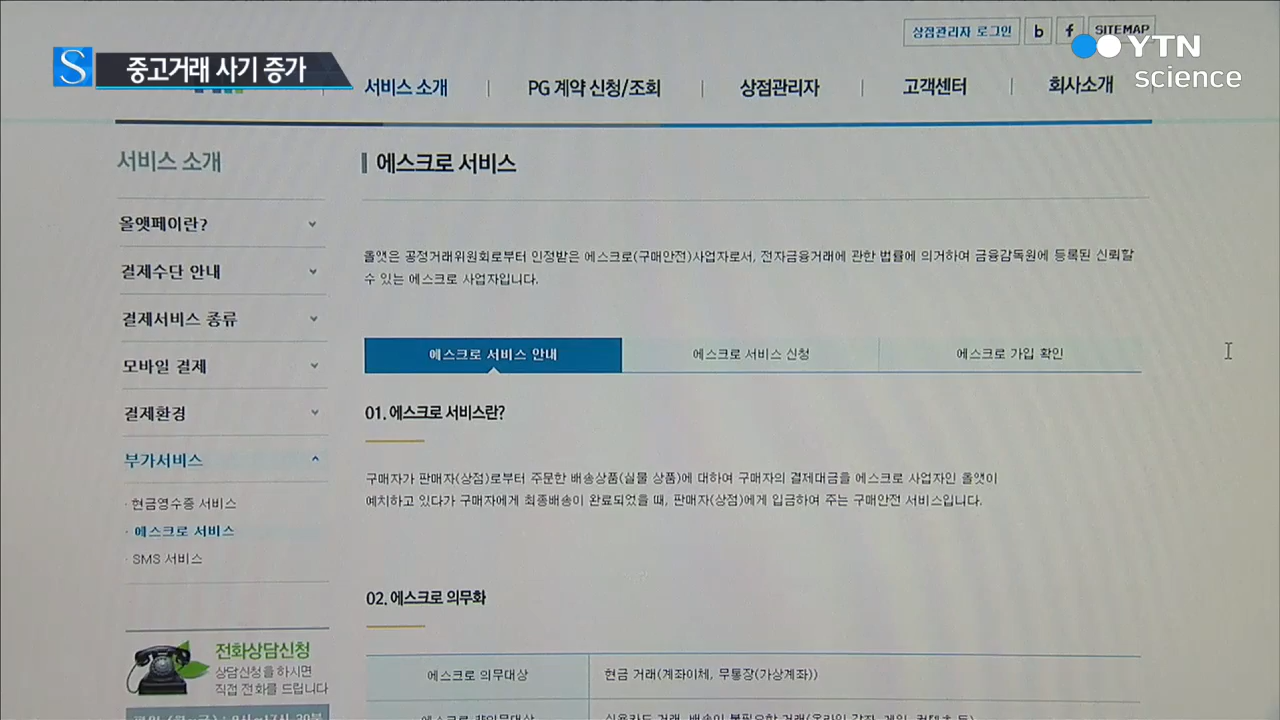 상점관리자 로그인
b
f
SITEMAP
YTN
science
S
중고거래 사기 증가
서비스 소개
PG 계약 신청/조회
상점관리자
고객센터
회사소개
서비스 소개
올앳페이란?
결제수단 안내
결제서비스 종류
모바일 결제
결제환경
부가서비스
· 현금영수증 서비스
· 에스크로 서비스
· SMS 서비스
전화상담신청
상담신청을 하시면
직접 전화를 드립니다
에스크로 서비스
올앳은 공정거래위원회로부터 인정받은 에스크로(구매안전)사업자로서, 전자금융거래에 관한 법률에 의거하여 금융감독원에 등록된 신뢰할
수 있는 에스크로 사업자입니다.
에스크로 서비스 안내
에스크로 서비스 신청
에스크로 가입 확인
01. 에스크로 서비스란?
구매자가 판매자(상점)로부터 주문한 배송상품(실물 상품)에 대하여 구매자의 결제대금을 에스크로 사업자인 올앳이
예치하고 있다가 구매자에게 최종배송이 완료되었을 때, 판매자(상점)에게 입금하여 주는 구매안전 서비스입니다.
02. 에스크로 의무화
에스크로 의무대상
현금 거래(계좌이체, 무통장(가상계좌))